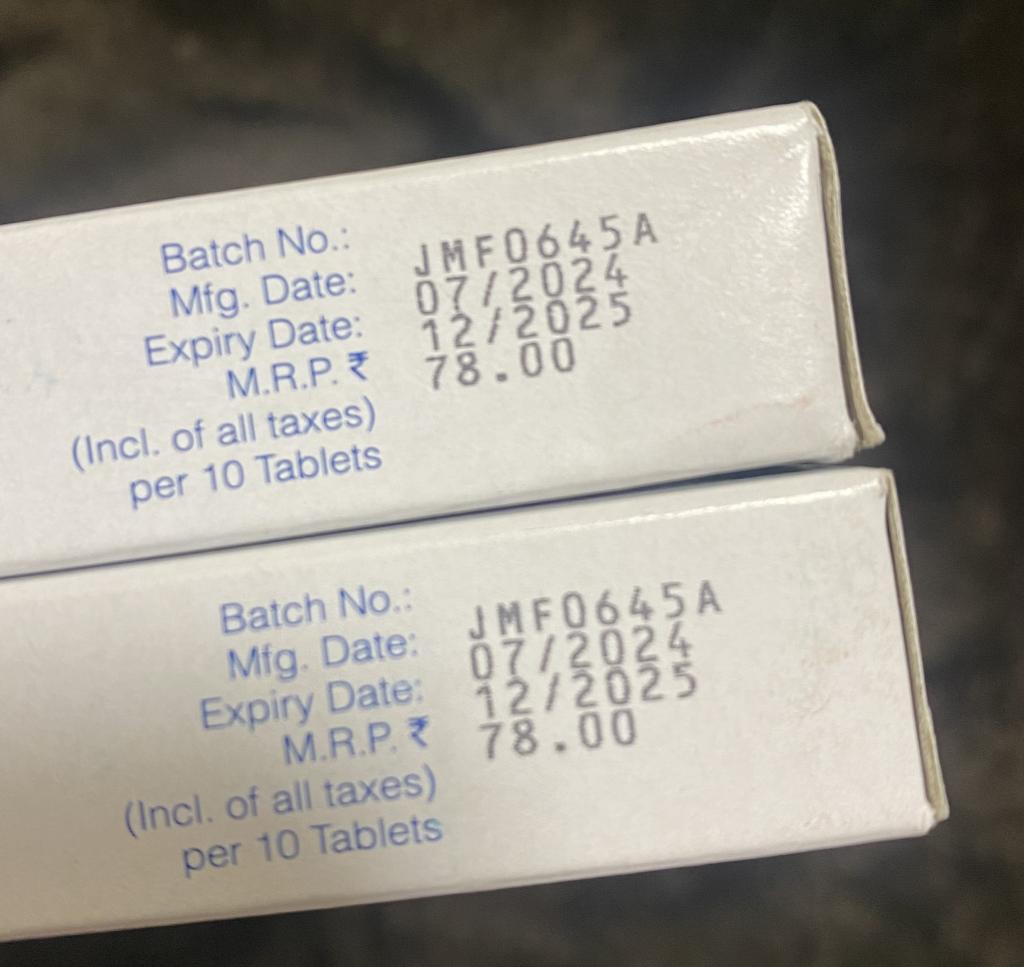 Batch No.: JMF0645A
Mfg. Date: 07/2024
Expiry Date: 12/2025
M.R.P. ₹ 78.00
(Incl. of all taxes)
per 10 Tablets
Batch No.: JMF0645A
Mfg. Date: 07/2024
Expiry Date: 12/2025
M.R.P. ₹ 78.00
(Incl. of all taxes)
per 10 Tablets